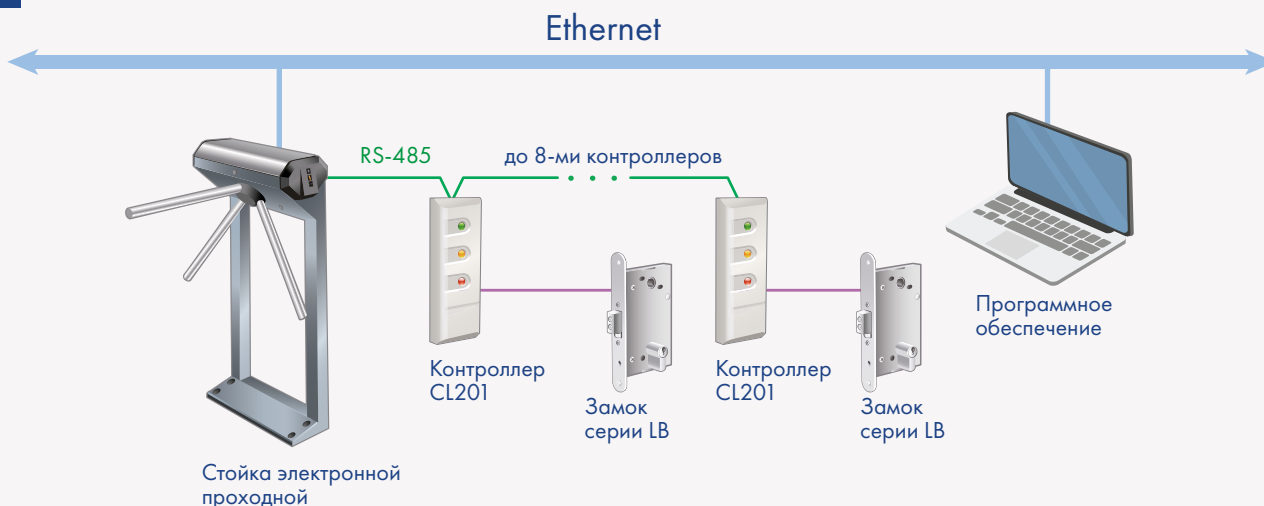 Ethernet
RS-485
до 8-ми контроллеров
Программное
обеспечение
Контроллер
CL201
Контроллер
CL201
Замок
серии LB
Замок
серии LB
Стойка электронной
проходной